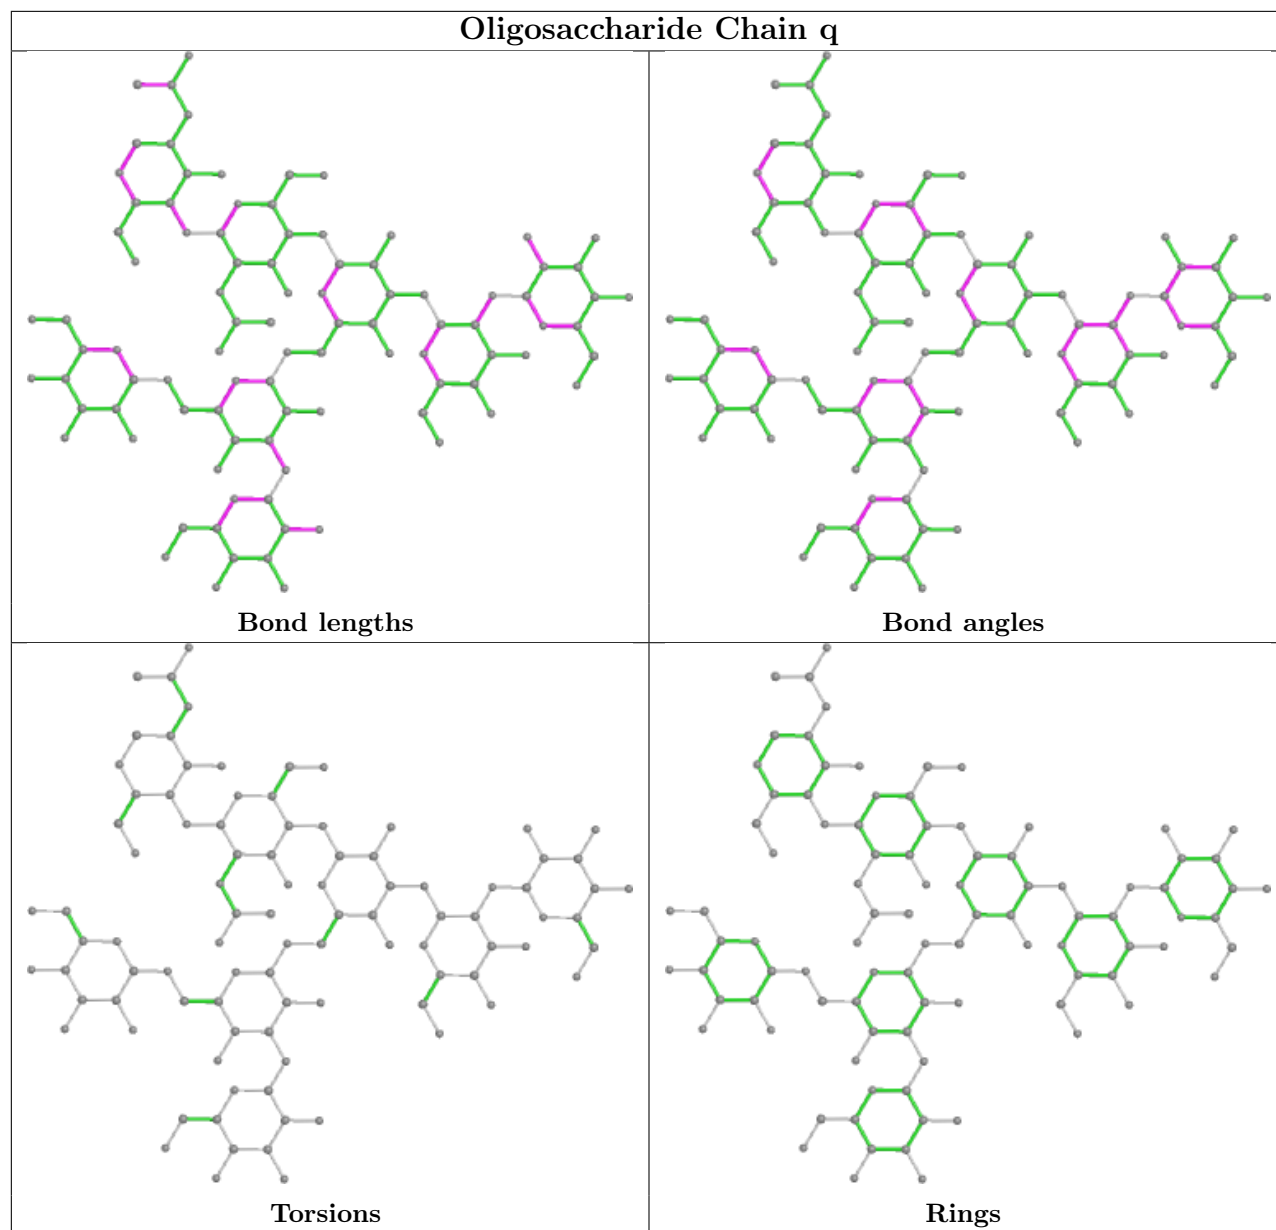 Oligosaccharide Chain q
Bond lengths
Bond angles
Torsions
Rings